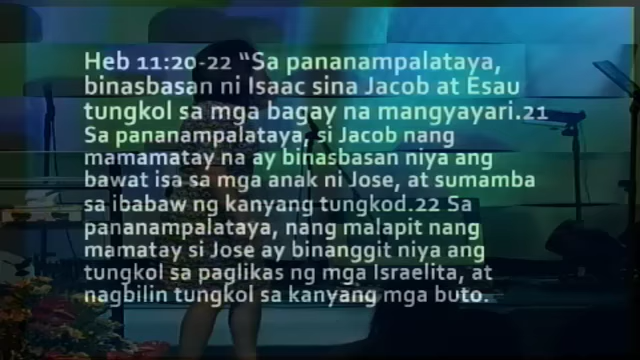 Heb 11:20-22 “Sa pananampalataya,
binasbasan ni Isaac sina Jacob at Esau
tungkol sa mga bagay na mangyayari.21
Sa pananampalataya, si Jacob nang
mamamatay na ay binasbasan niya ang
bawat isa sa mga anak ni Jose, at sumamba
sa ibabaw ng kanyang tungkod.22 Sa
pananampalataya, nang malapit nang
mamatay si Jose ay binanggit niya ang
tungkol sa paglikas ng mga Israelita, at
nagbilin tungkol sa kanyang mga buto.